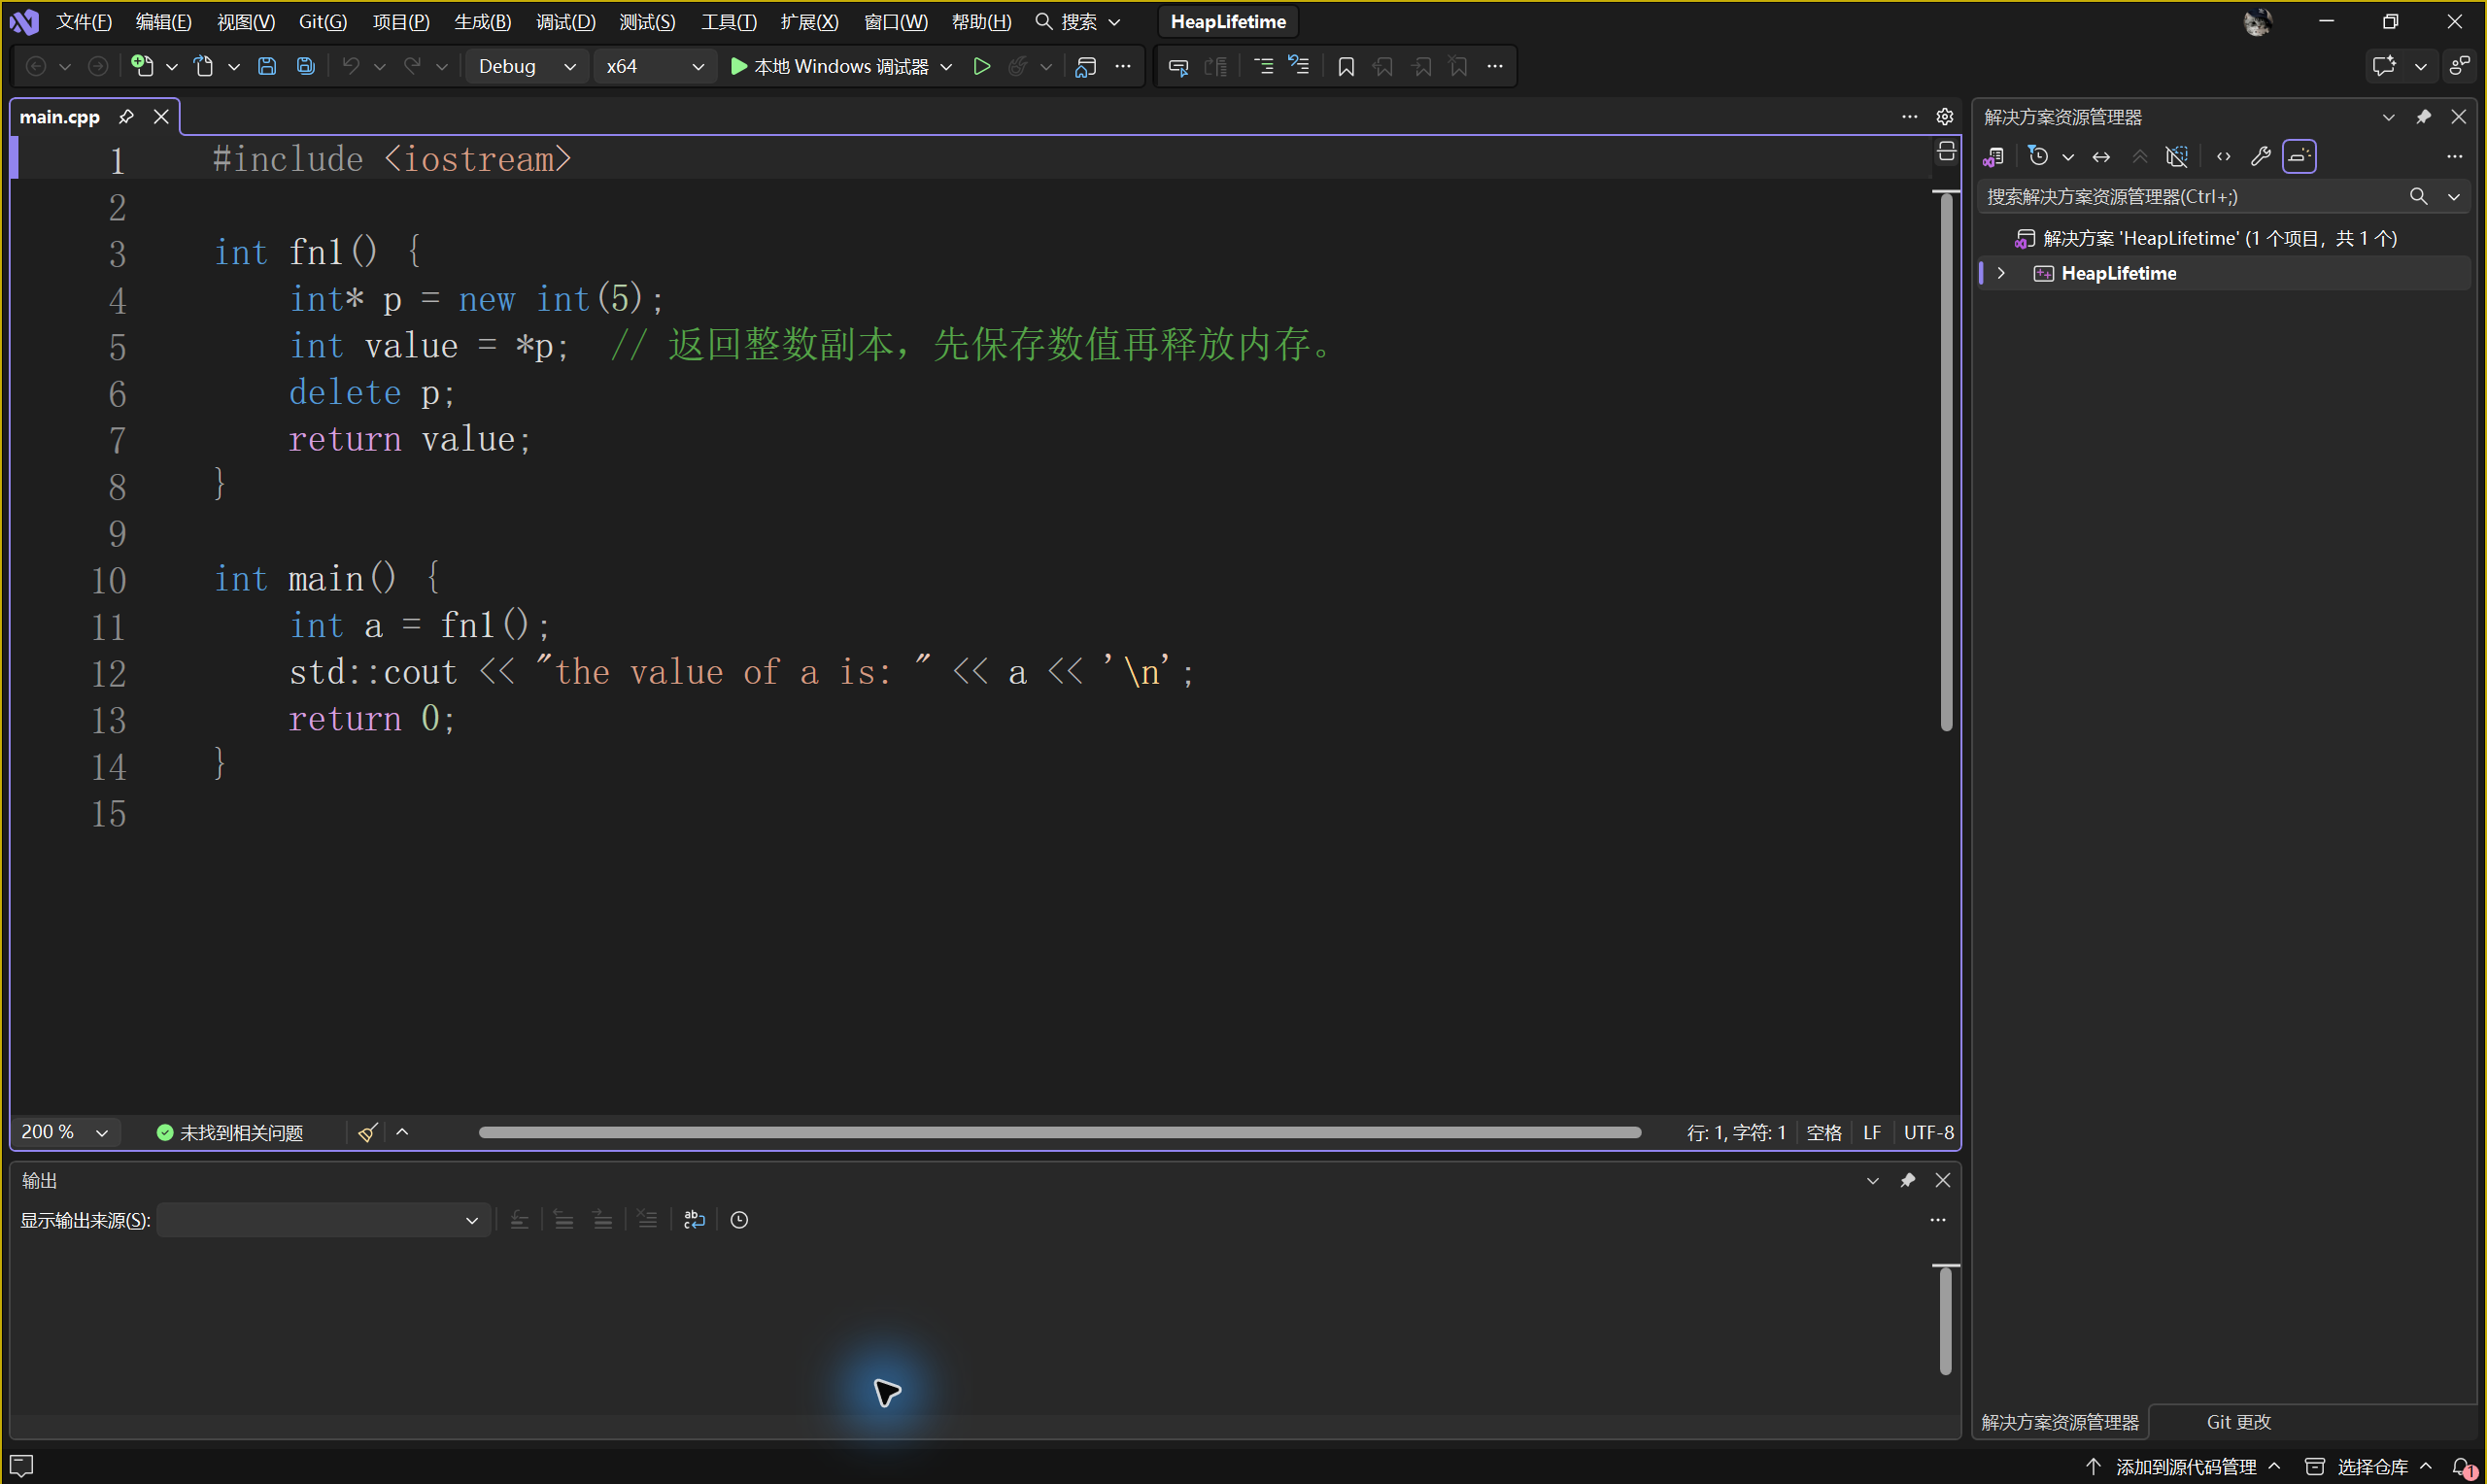 文件(F) 编辑(E) 视图(V) Git(G) 项目(P) 生成(B) 调试(D) 测试(S) 工具(T) 扩展(X) 窗口(W) 帮助(H) 搜索 HeapLifetime
Debug x64 本地 Windows 调试器
main.cpp
1 #include <iostream>
2
3 int fn1() {
4 int* p = new int(5);
5 int value = *p; // 返回整数副本，先保存数值再释放内存。
6 delete p;
7 return value;
8 }
9
10 int main() {
11 int a = fn1();
12 std::cout << "the value of a is: " << a << '\n';
13 return 0;
14 }
15
200 % 未找到相关问题 行: 1, 字符: 1 空格 LF UTF-8
输出
显示输出来源(S):
解决方案资源管理器
搜索解决方案资源管理器(Ctrl+;)
解决方案 'HeapLifetime' (1 个项目，共 1 个)
HeapLifetime
解决方案资源管理器 Git 更改
添加到源代码管理 选择仓库 1